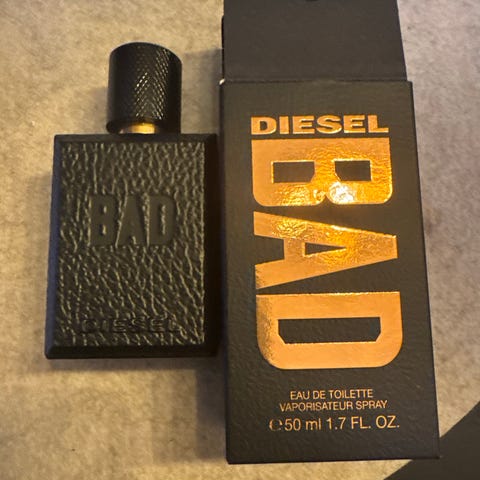 BAD
DIESEL
DIESEL
BAD
EAU DE TOILETTE
VAPORISATEUR SPRAY
℮50 ml 1.7 FL. OZ.